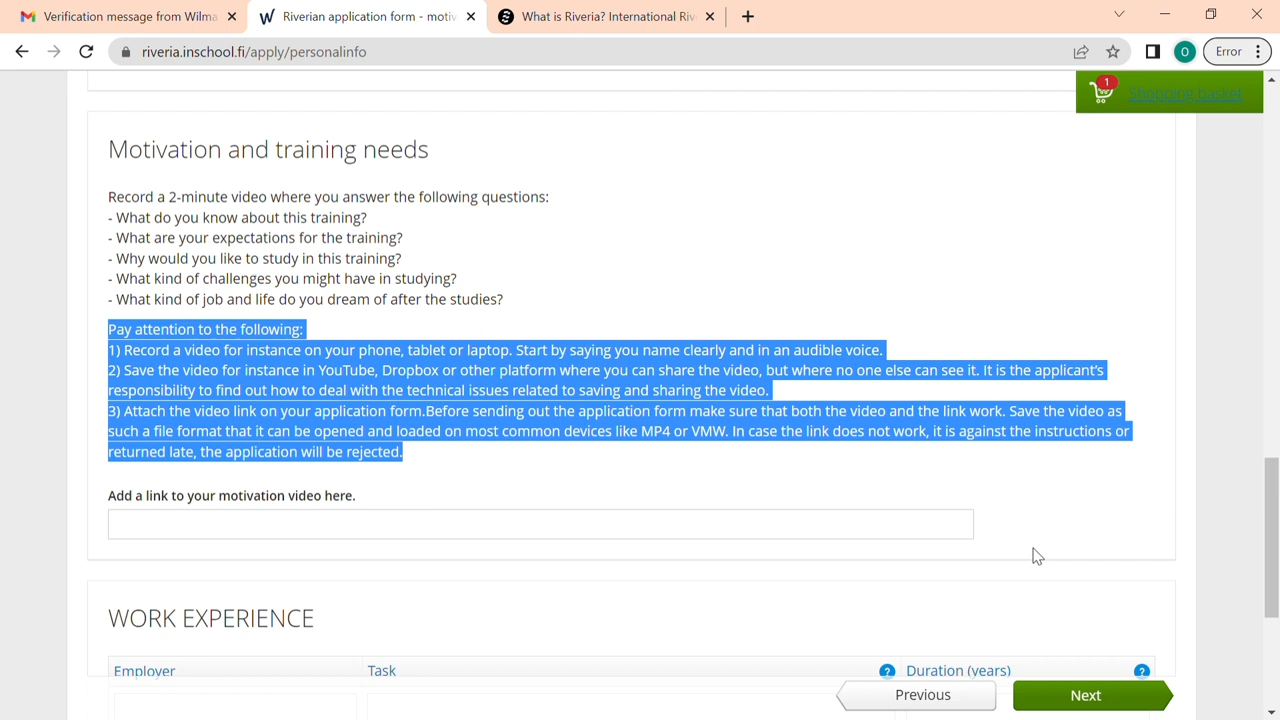 Verification message from Wilma
Riverian application form - motiv
What is Riveria? International Riv
riveria.inschool.fi/apply/personalinfo
O
Error
1
Shopping basket
Motivation and training needs
Record a 2-minute video where you answer the following questions:
- What do you know about this training?
- What are your expectations for the training?
- Why would you like to study in this training?
- What kind of challenges you might have in studying?
- What kind of job and life do you dream of after the studies?
Pay attention to the following:
1) Record a video for instance on your phone, tablet or laptop. Start by saying you name clearly and in an audible voice.
2) Save the video for instance in YouTube, Dropbox or other platform where you can share the video, but where no one else can see it. It is the applicant's
responsibility to find out how to deal with the technical issues related to saving and sharing the video.
3) Attach the video link on your application form.Before sending out the application form make sure that both the video and the link work. Save the video as
such a file format that it can be opened and loaded on most common devices like MP4 or VMW. In case the link does not work, it is against the instructions or
returned late, the application will be rejected.
Add a link to your motivation video here.
WORK EXPERIENCE
Employer Task ? Duration (years) ?
Previous Next